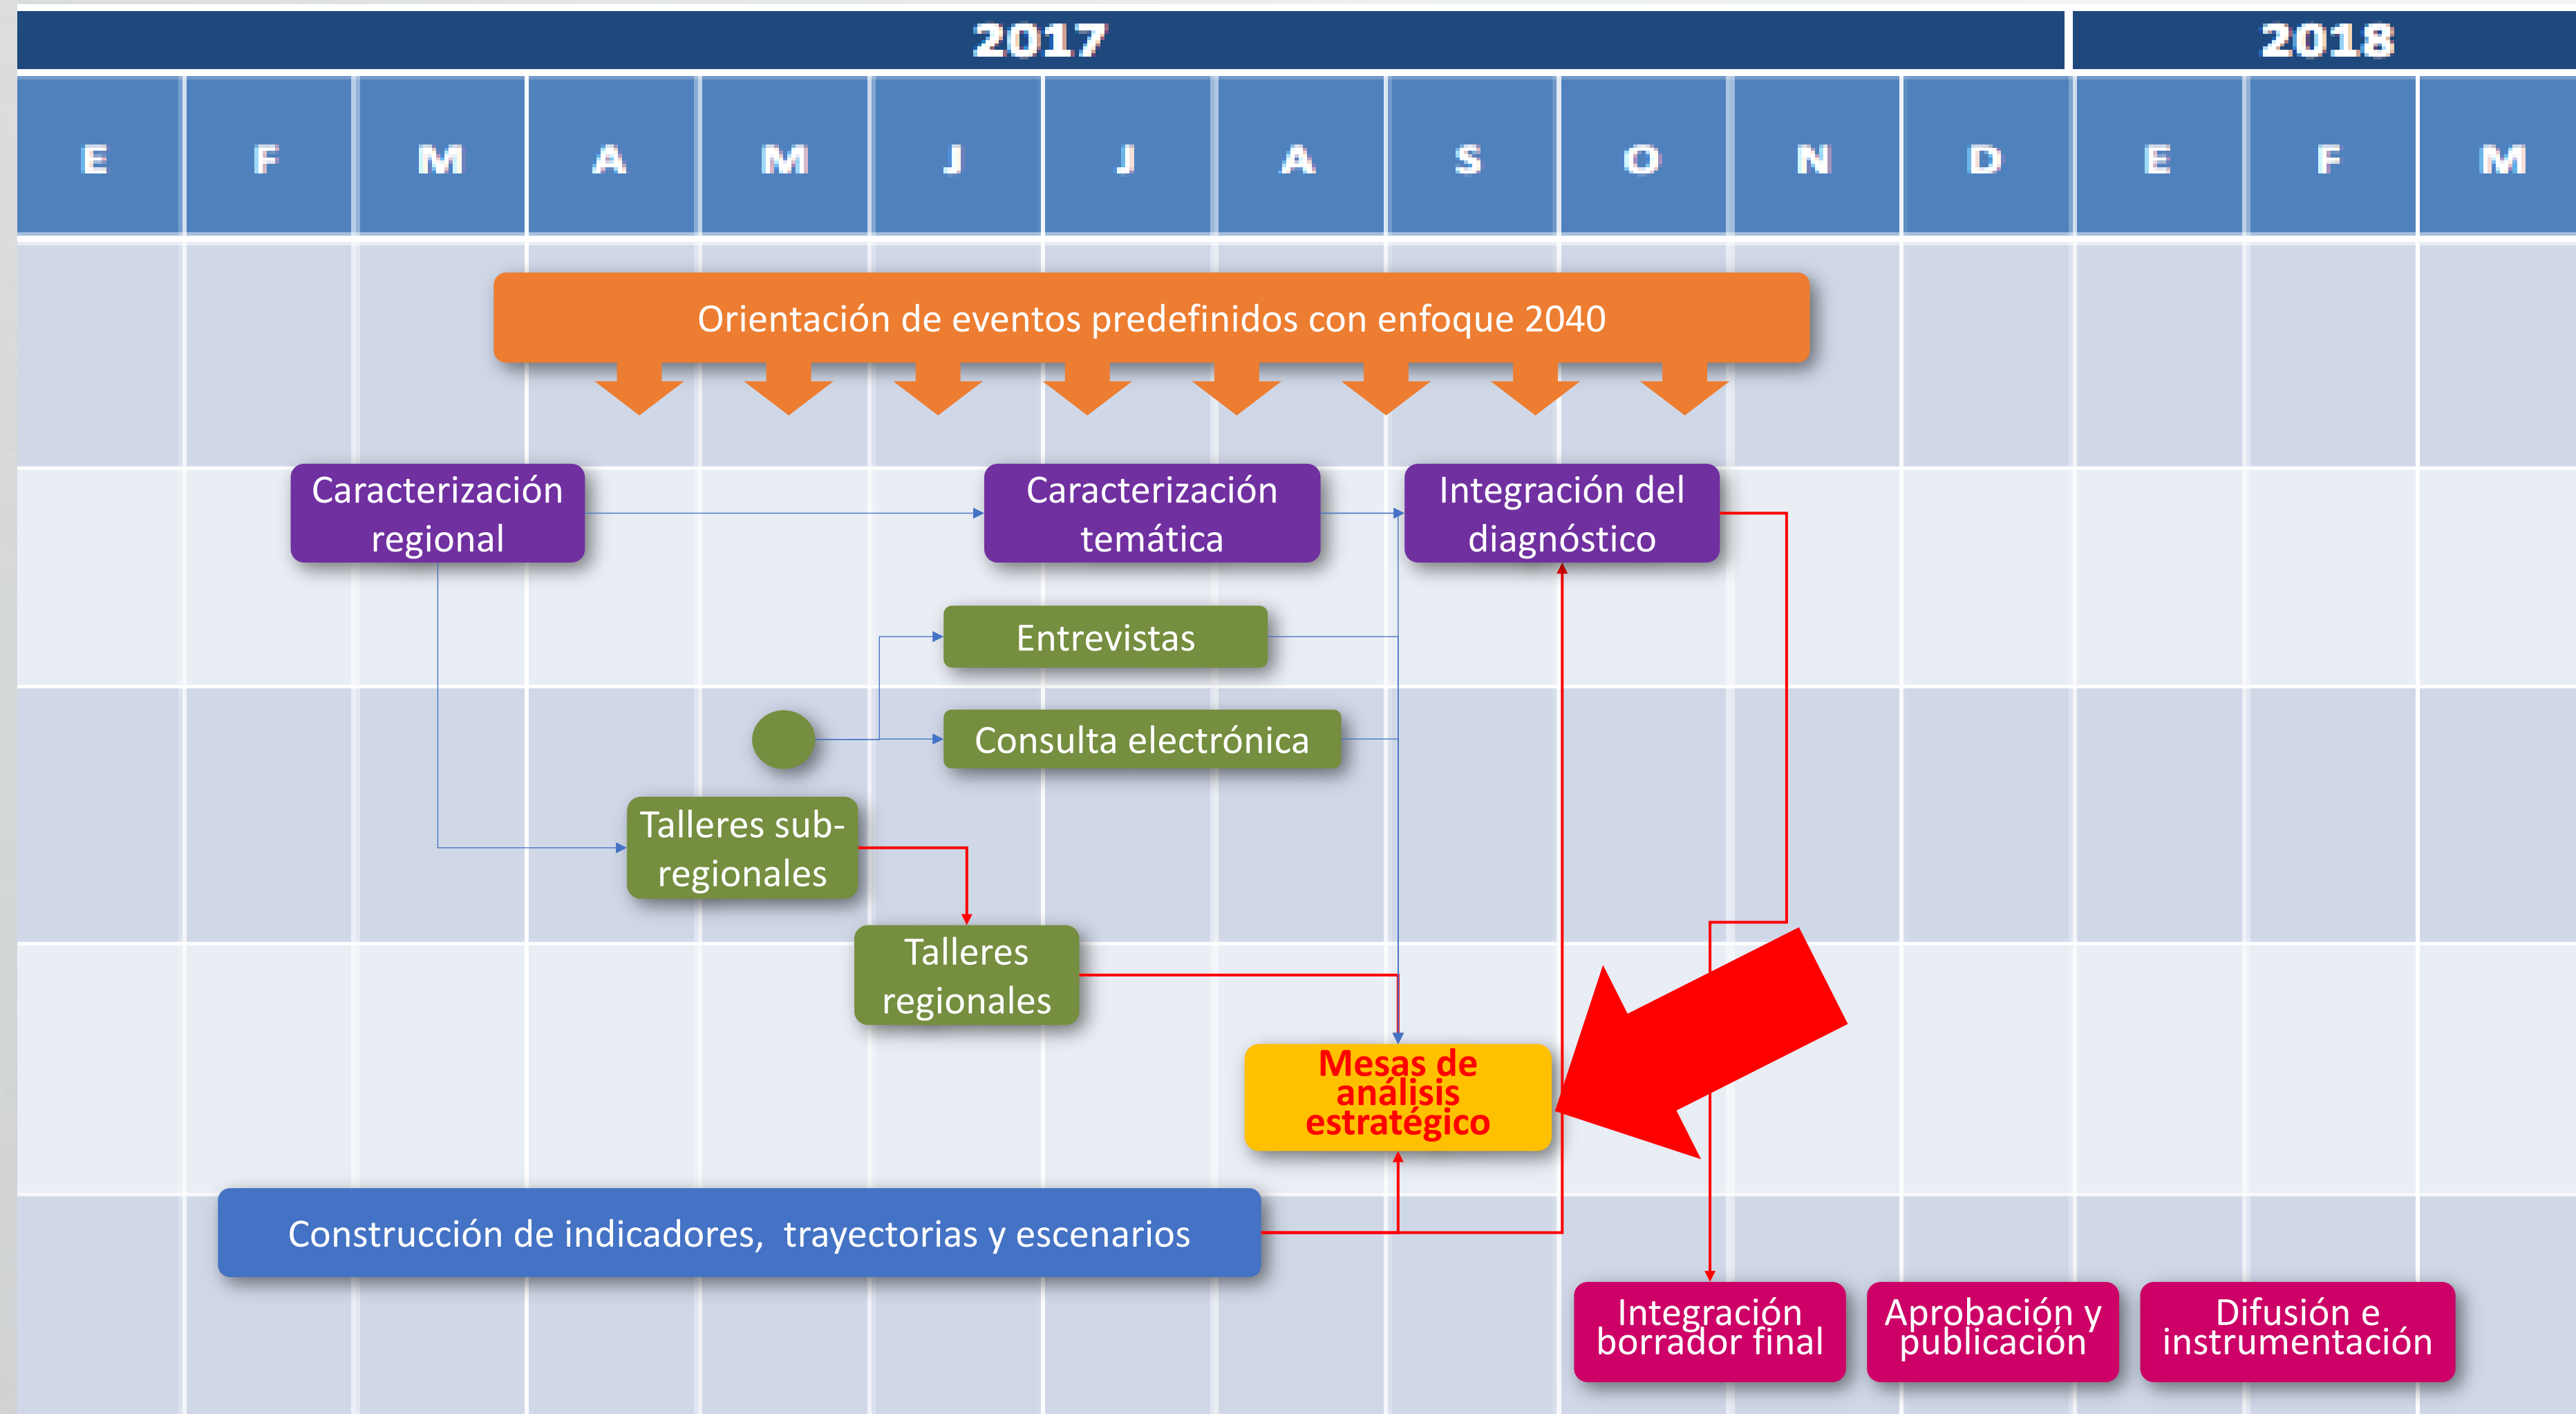 2017 2018
E F M A M J J A S O N D E F M
Orientación de eventos predefinidos con enfoque 2040
Caracterización
regional
Caracterización
temática
Integración del
diagnóstico
Entrevistas
Consulta electrónica
Talleres sub-
regionales
Talleres
regionales
Mesas de
análisis
estratégico
Construcción de indicadores, trayectorias y escenarios
Integración
borrador final
Aprobación y
publicación
Difusión e
instrumentación